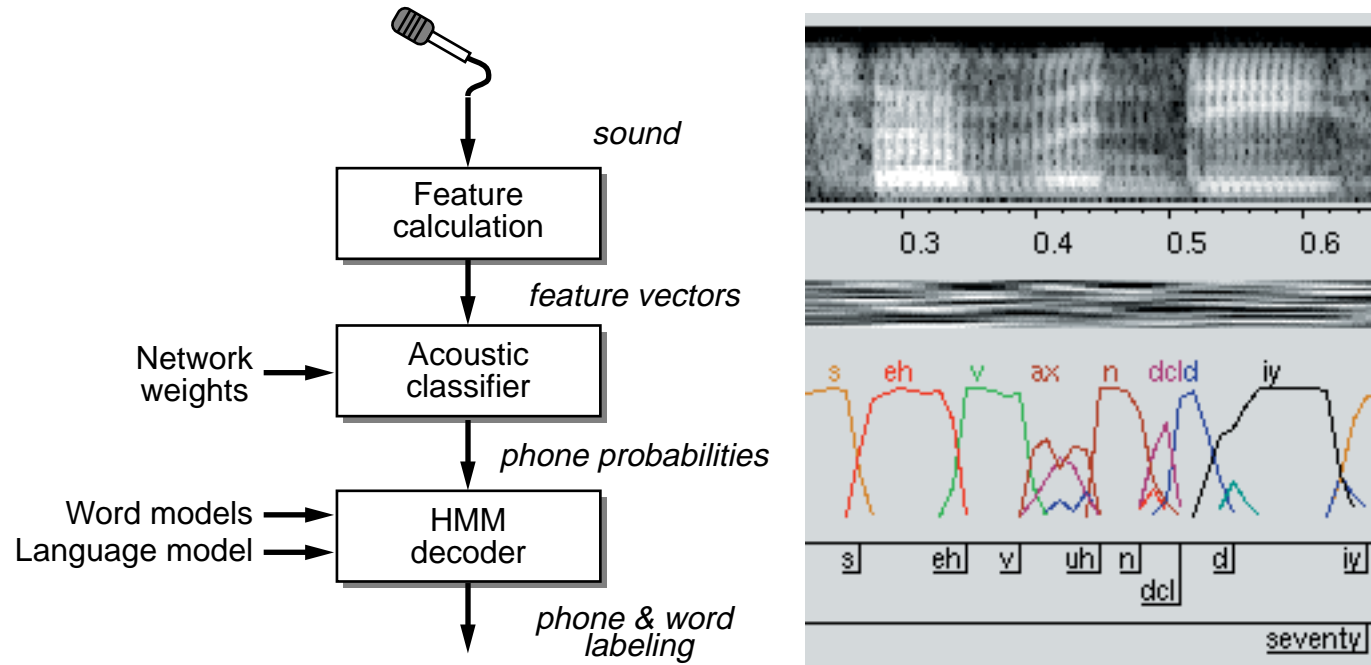 sound
Feature
calculation
feature vectors
Network
weights
Acoustic
classifier
phone probabilities
Word models
Language model
HMM
decoder
phone & word
labeling
0.3 0.4 0.5 0.6
s eh v ax n dcl d iy
s eh v uh n d iy
dcl
seventy